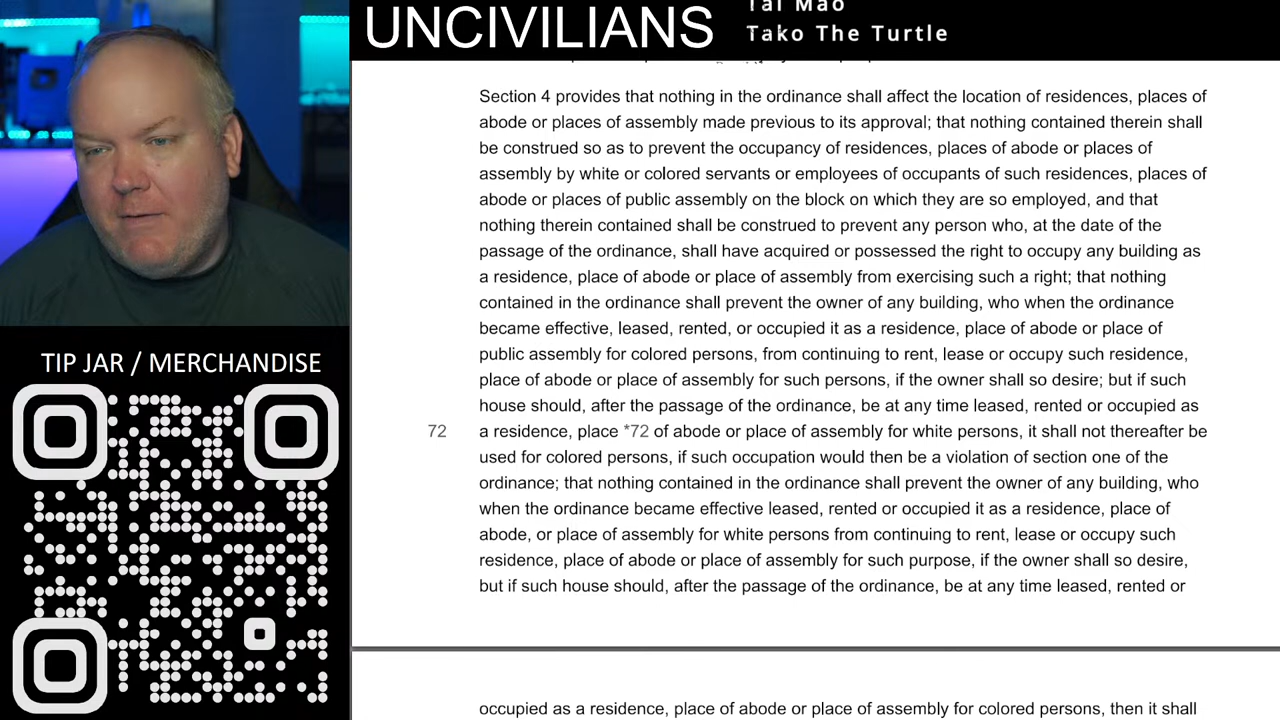 UNCIVILIANS
Tai Mao
Tako The Turtle
TIP JAR / MERCHANDISE
Section 4 provides that nothing in the ordinance shall affect the location of residences, places of
abode or places of assembly made previous to its approval; that nothing contained therein shall
be construed so as to prevent the occupancy of residences, places of abode or places of
assembly by white or colored servants or employees of occupants of such residences, places of
abode or places of public assembly on the block on which they are so employed, and that
nothing therein contained shall be construed to prevent any person who, at the date of the
passage of the ordinance, shall have acquired or possessed the right to occupy any building as
a residence, place of abode or place of assembly from exercising such a right; that nothing
contained in the ordinance shall prevent the owner of any building, who when the ordinance
became effective, leased, rented, or occupied it as a residence, place of abode or place of
public assembly for colored persons, from continuing to rent, lease or occupy such residence,
place of abode or place of assembly for such persons, if the owner shall so desire; but if such
house should, after the passage of the ordinance, be at any time leased, rented or occupied as
72 a residence, place *72 of abode or place of assembly for white persons, it shall not thereafter be
used for colored persons, if such occupation would then be a violation of section one of the
ordinance; that nothing contained in the ordinance shall prevent the owner of any building, who
when the ordinance became effective leased, rented or occupied it as a residence, place of
abode, or place of assembly for white persons from continuing to rent, lease or occupy such
residence, place of abode or place of assembly for such purpose, if the owner shall so desire,
but if such house should, after the passage of the ordinance, be at any time leased, rented or
occupied as a residence, place of abode or place of assembly for colored persons, then it shall